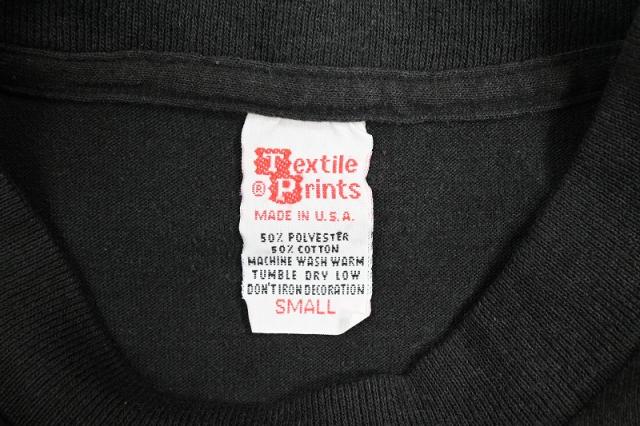 Textile
® Prints
MADE IN U.S.A.
50% POLYESTER
50% COTTON
MACHINE WASH WARM
TUMBLE DRY LOW
DON'T IRON DECORATION
SMALL